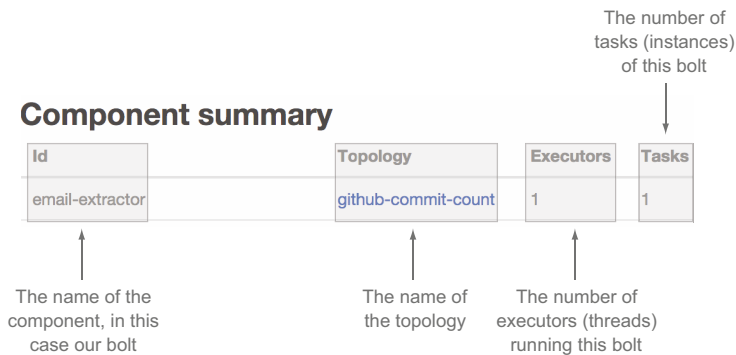 The number of
tasks (instances)
of this bolt
Component summary
Id Topology Executors Tasks
email-extractor github-commit-count 1 1
The name of the
component, in this
case our bolt
The name of
the topology
The number of
executors (threads)
running this bolt